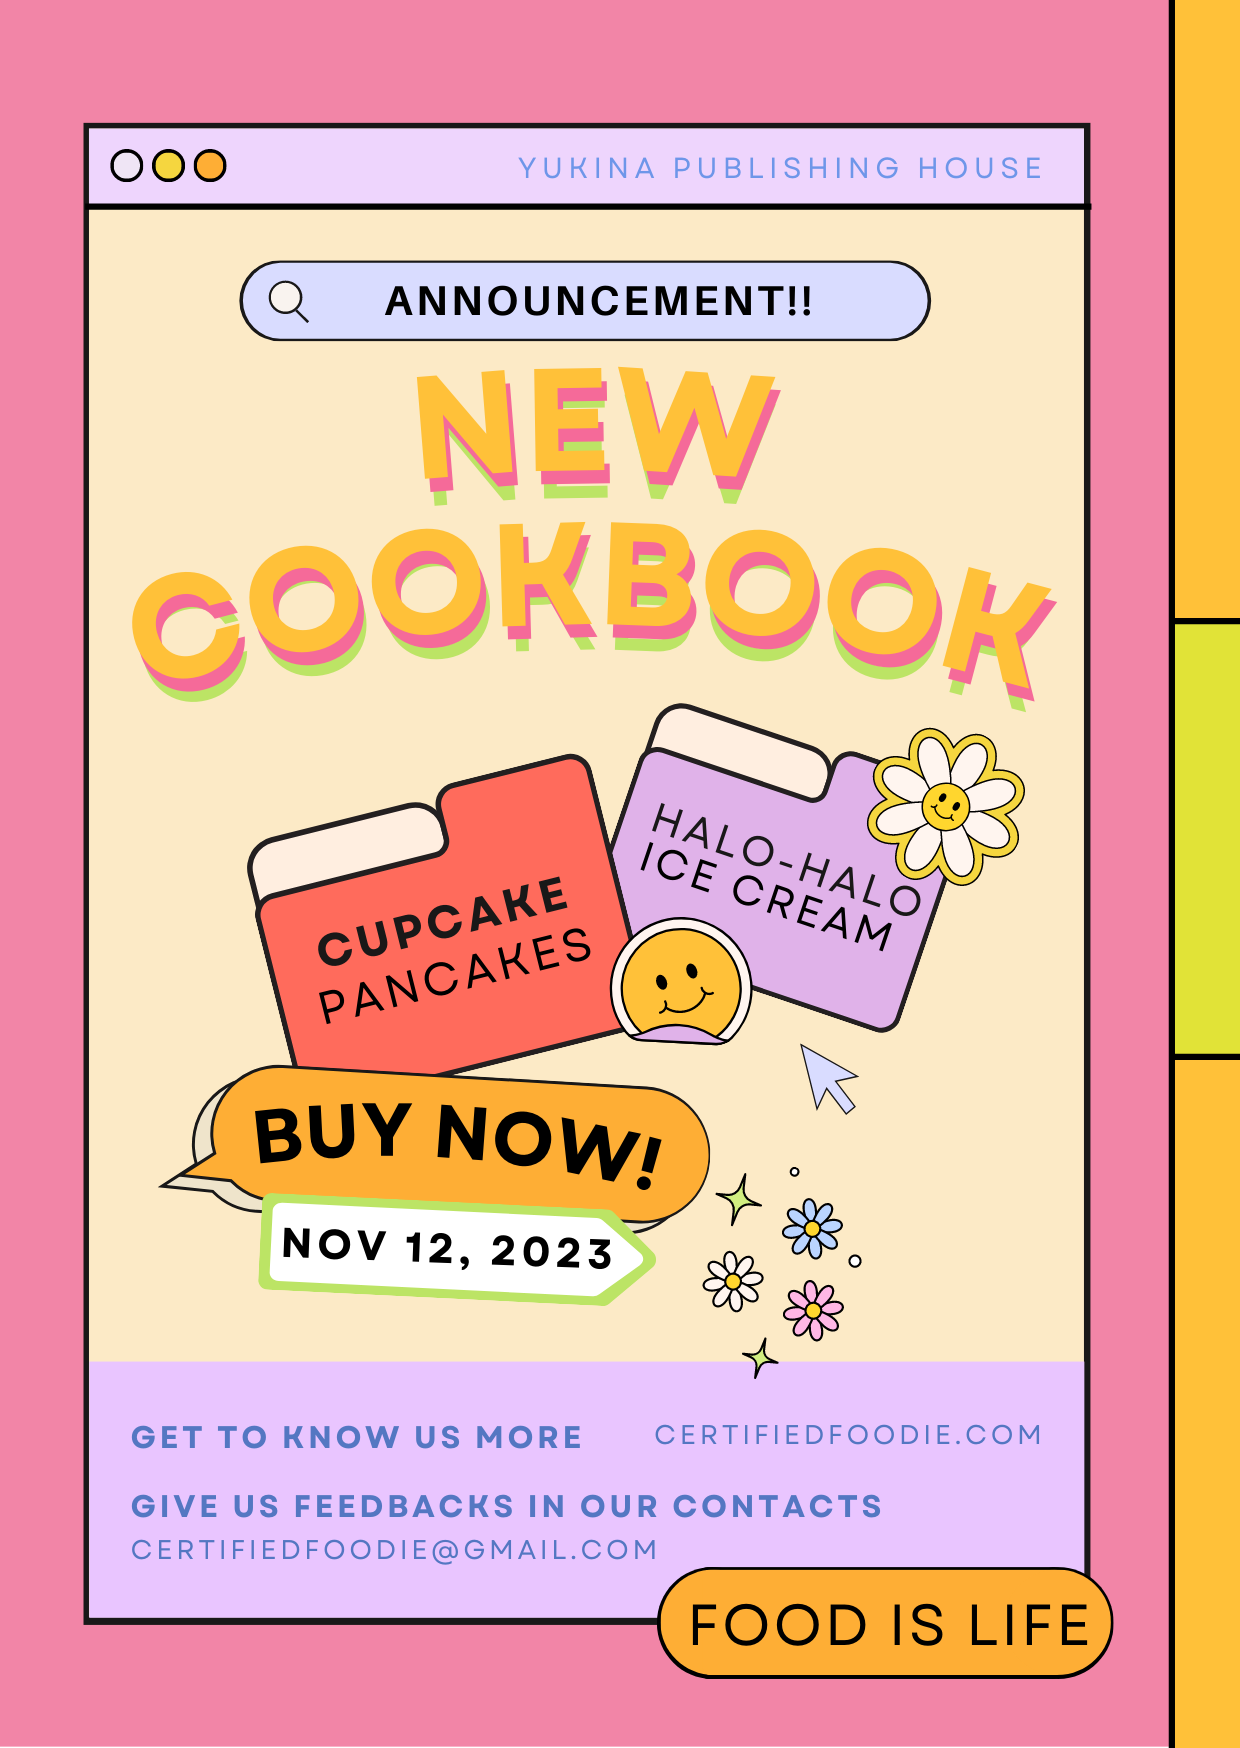 YUKINA PUBLISHING HOUSE
ANNOUNCEMENT!!
NEW
COOKBOOK
CUPCAKE
PANCAKES
HALO-HALO
ICE CREAM
BUY NOW!
NOV 12, 2023
GET TO KNOW US MORE
CERTIFIEDFOODIE.COM
GIVE US FEEDBACKS IN OUR CONTACTS
CERTIFIEDFOODIE@GMAIL.COM
FOOD IS LIFE